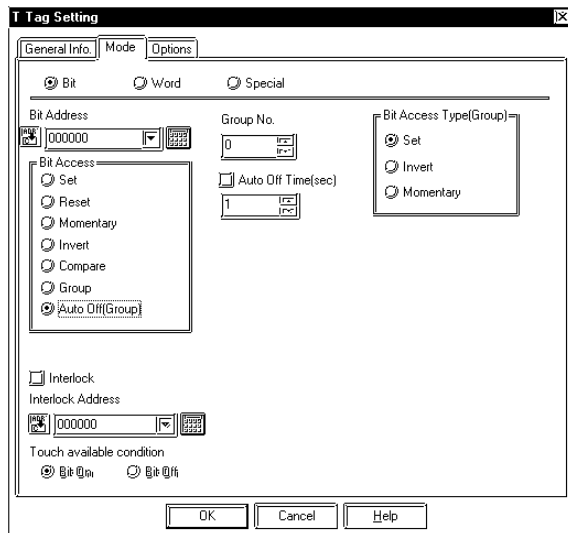 T Tag Setting
General Info. Mode Options
Bit Word Special
Bit Address
000000
Bit Access
Set
Reset
Momentary
Invert
Compare
Group
Auto Off(Group)
Group No.
0
Auto Off Time(sec)
1
Bit Access Type(Group)
Set
Invert
Momentary
Interlock
Interlock Address
000000
Touch available condition
Bit On Bit Off
OK Cancel Help